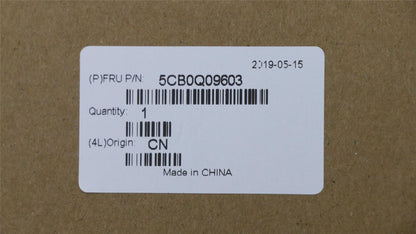 2019-05-15
(P)FRU P/N: 5CB0Q09603
Quantity: 1
(4L)Origin: CN
Made in CHINA